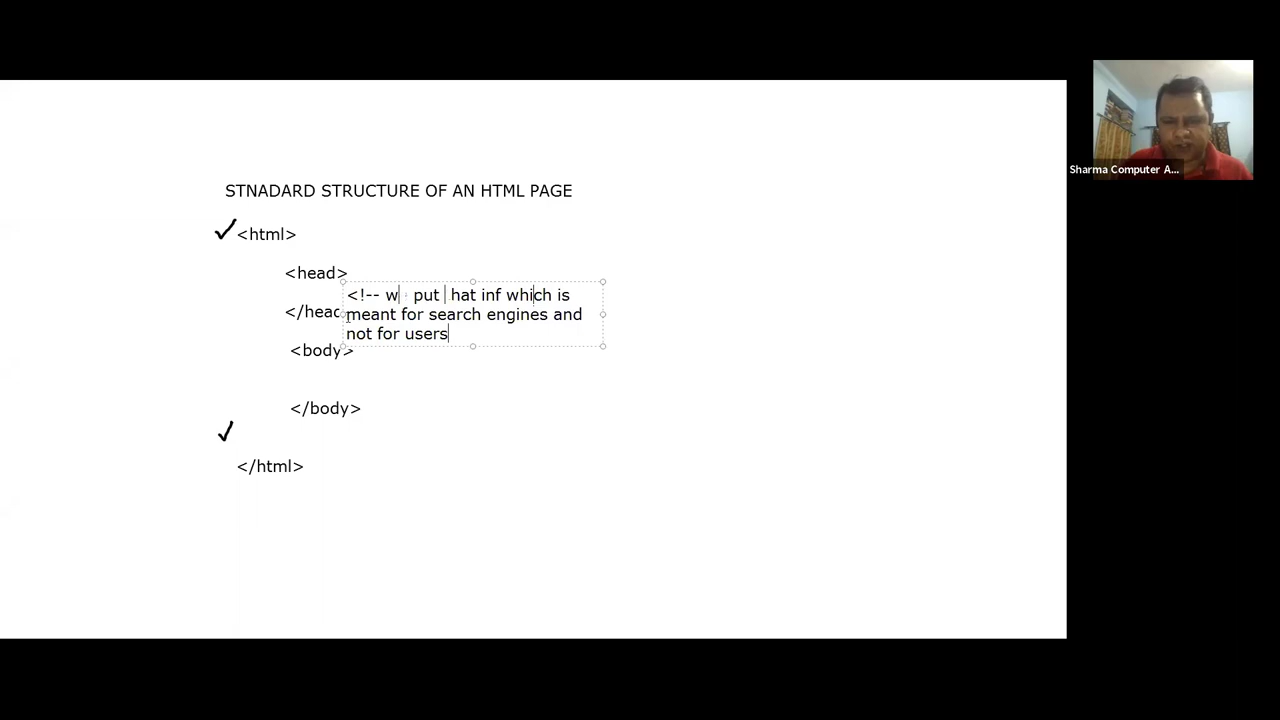 STNADARD STRUCTURE OF AN HTML PAGE
<html>
<head>
<!-- w put hat inf which is
meant for search engines and
not for users
</head
<body>
</body>
</html>
Sharma Computer A...